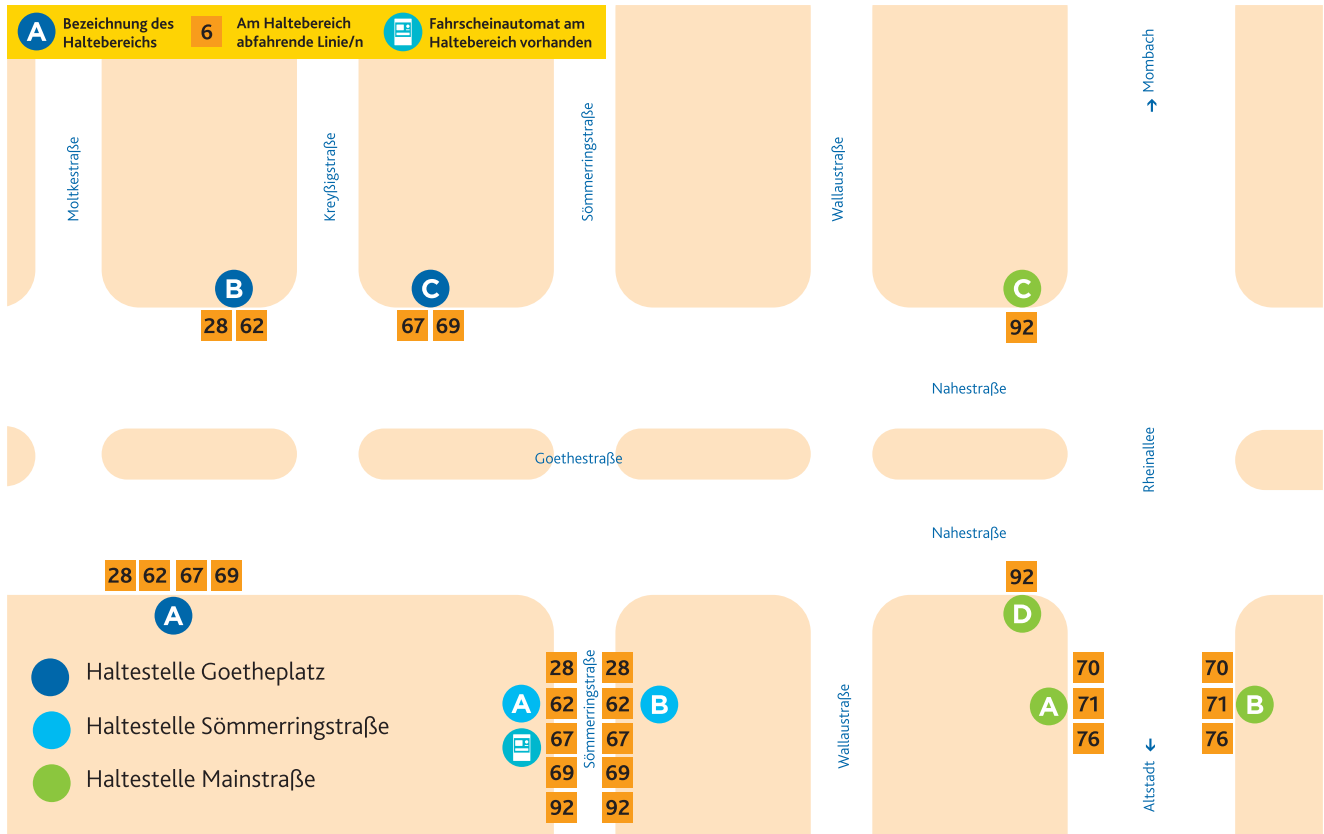 A
Bezeichnung des
Haltebereichs
6
Am Haltebereich
abfahrende Linie/n
Fahrscheinautomat am
Haltebereich vorhanden
Moltkestraße
Kreyßigstraße
Sömmerringstraße
Wallaustraße
→ Mombach
B
28 62
C
67 69
C
92
Nahestraße
Goethestraße
Rheinallee
Nahestraße
28 62 67 69
A
92
D
Haltestelle Goetheplatz
Haltestelle Sömmerringstraße
Haltestelle Mainstraße
A
28
62
67
69
92
Sömmerringstraße
28
62
67
69
92
B
Wallaustraße
A
70
71
76
Altstadt ←
70
71
76
B